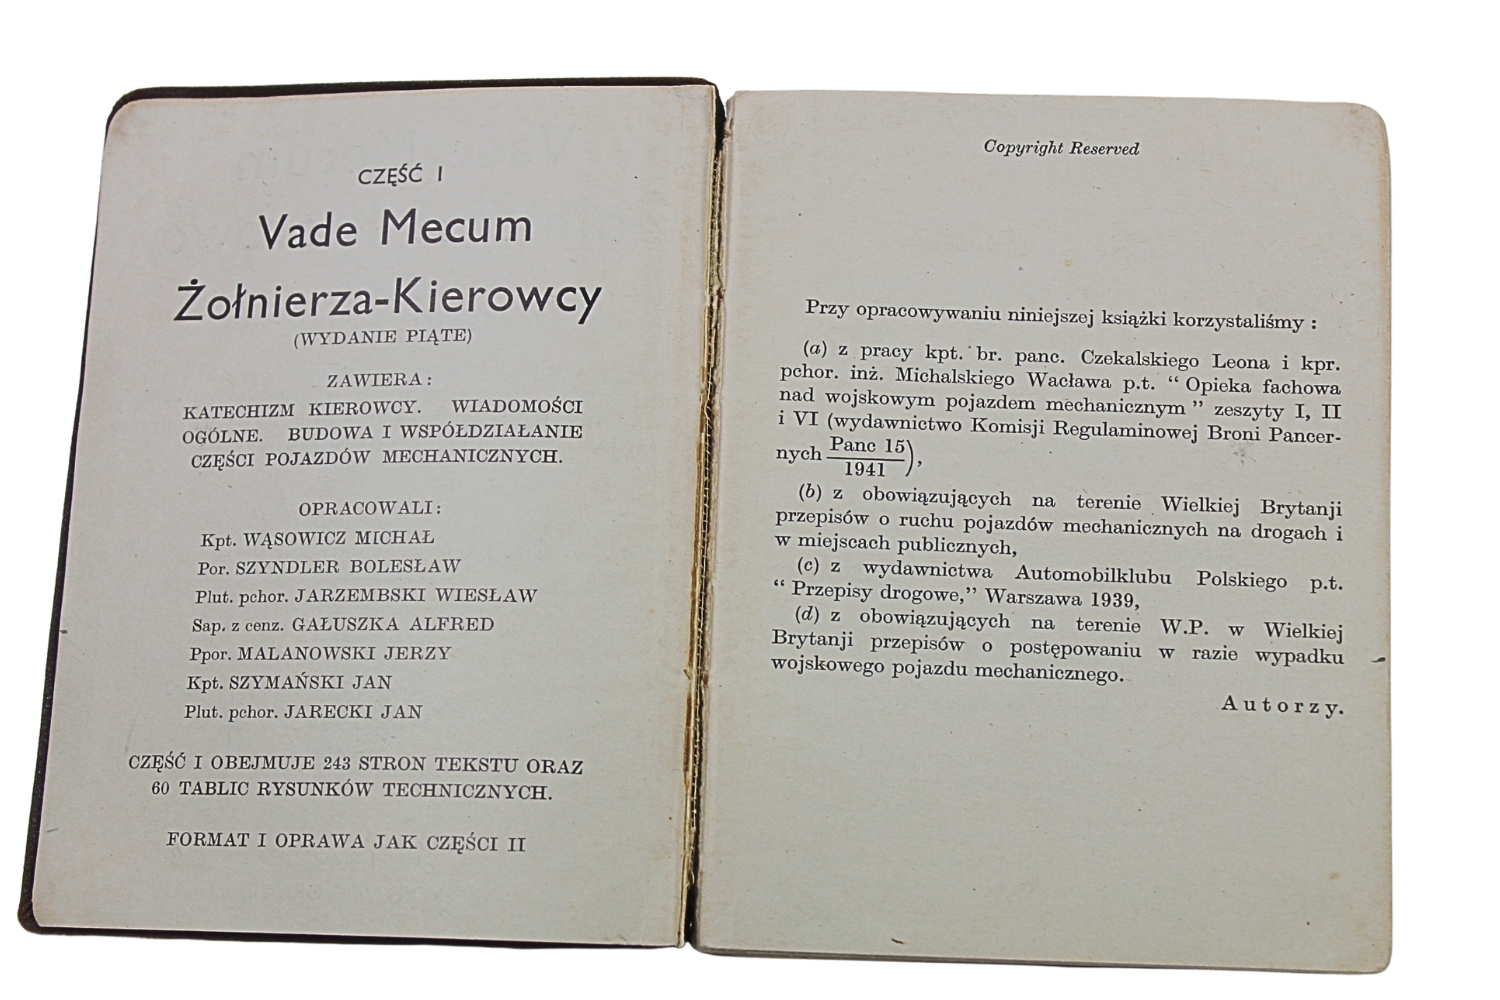 CZĘŚĆ I
Vade Mecum
Żołnierza-Kierowcy
(WYDANIE PIĄTE)
ZAWIERA:
KATECHIZM KIEROWCY. WIADOMOŚCI
OGÓLNE. BUDOWA I WSPÓŁDZIAŁANIE
CZĘŚCI POJAZDÓW MECHANICZNYCH.
OPRACOWALI:
Kpt. WĄSOWICZ MICHAŁ
Por. SZYNDLER BOLESŁAW
Plut. pchor. JARZEMBSKI WIESŁAW
Sap. z cenz. GAŁUSZKA ALFRED
Ppor. MALANOWSKI JERZY
Kpt. SZYMAŃSKI JAN
Plut. pchor. JARECKI JAN
CZĘŚĆ I OBEJMUJE 243 STRON TEKSTU ORAZ
60 TABLIC RYSUNKÓW TECHNICZNYCH.
FORMAT I OPRAWA JAK CZĘŚCI II
Copyright Reserved
Przy opracowywaniu niniejszej książki korzystaliśmy :
(a) z pracy kpt. br. panc. Czekalskiego Leona i kpr.
pchor. inż. Michalskiego Wacława p.t. “ Opieka fachowa
nad wojskowym pojazdem mechanicznym ” zeszyty I, II
i VI (wydawnictwo Komisji Regulaminowej Broni Pancer-
nych Panc 15
1941),
(b) z obowiązujących na terenie Wielkiej Brytanji
przepisów o ruchu pojazdów mechanicznych na drogach i
w miejscach publicznych,
(c) z wydawnictwa Automobilklubu Polskiego p.t.
“ Przepisy drogowe,” Warszawa 1939,
(d) z obowiązujących na terenie W.P. w Wielkiej
Brytanji przepisów o postępowaniu w razie wypadku
wojskowego pojazdu mechanicznego.
Autorzy.